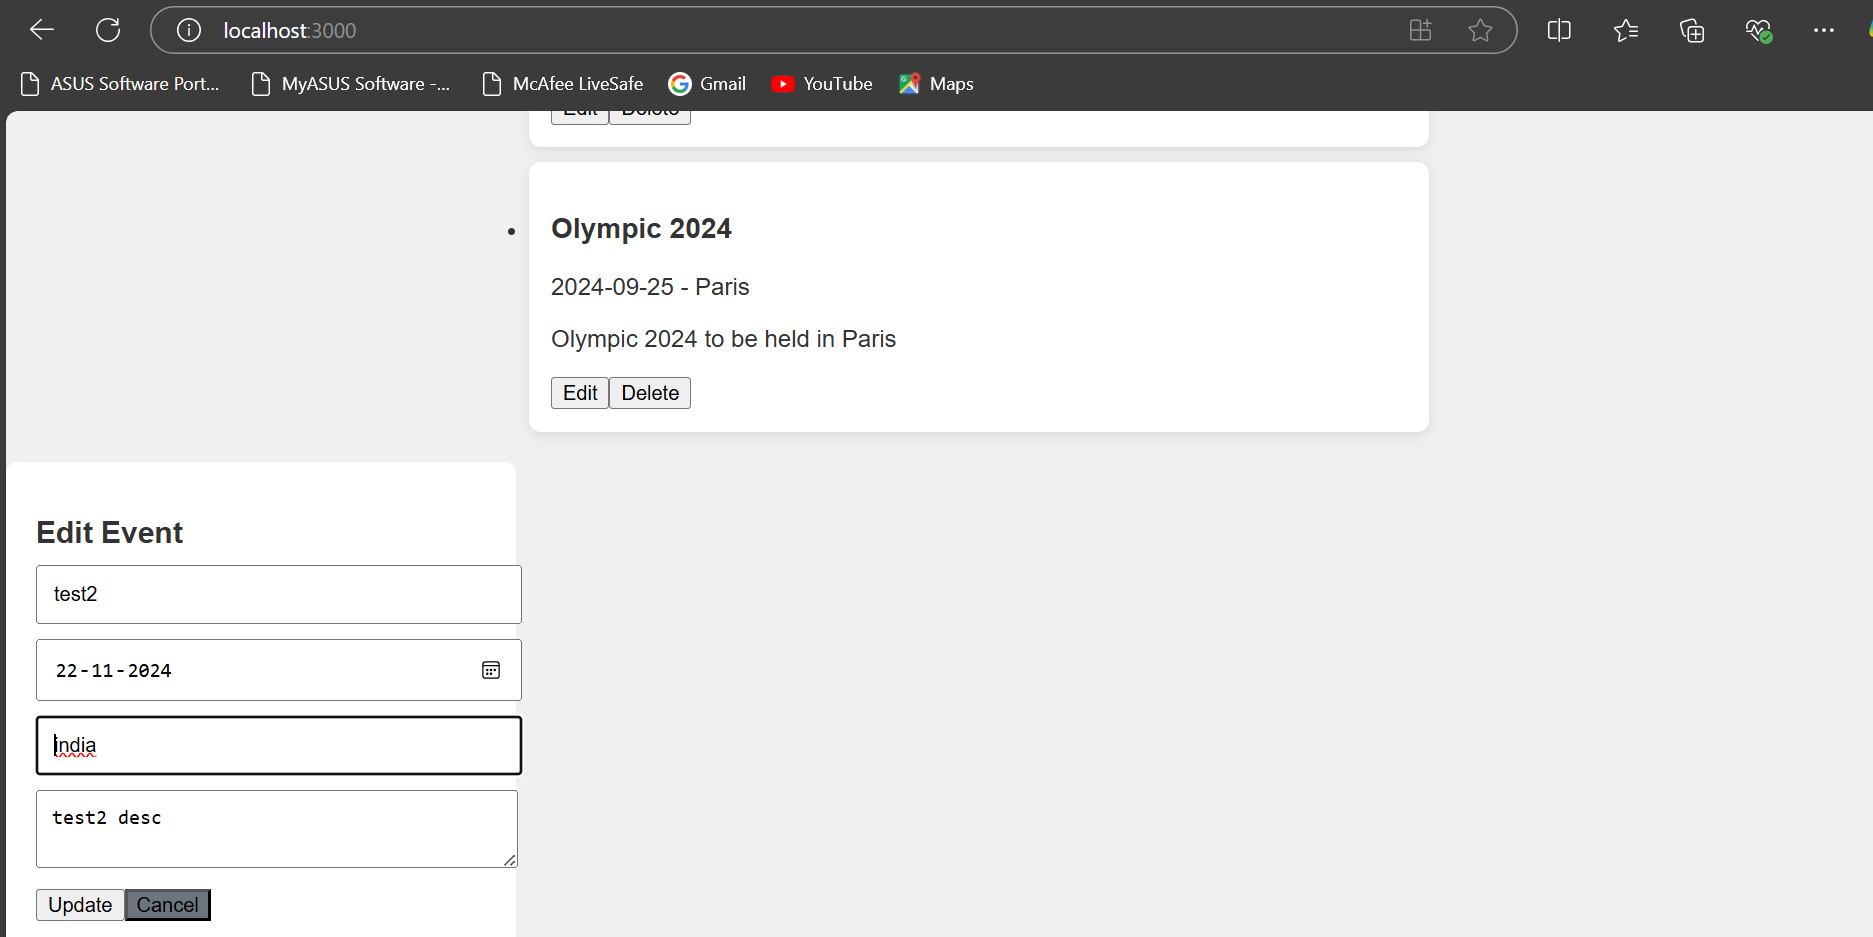 localhost:3000
ASUS Software Port... MyASUS Software -... McAfee LiveSafe Gmail YouTube Maps
Edit Delete
Olympic 2024
2024-09-25 - Paris
Olympic 2024 to be held in Paris
Edit Delete
Edit Event
test2
22-11-2024
india
test2 desc
Update Cancel